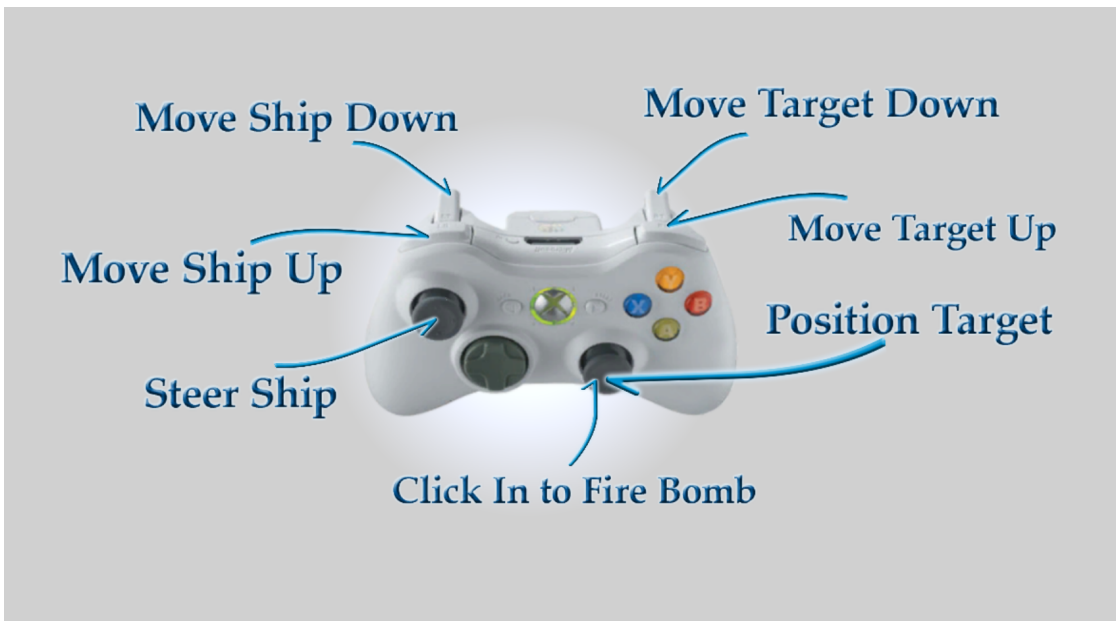 Move Ship Down
Move Target Down
Move Target Up
Move Ship Up
Position Target
Steer Ship
Click In to Fire Bomb
X
Y
B
A